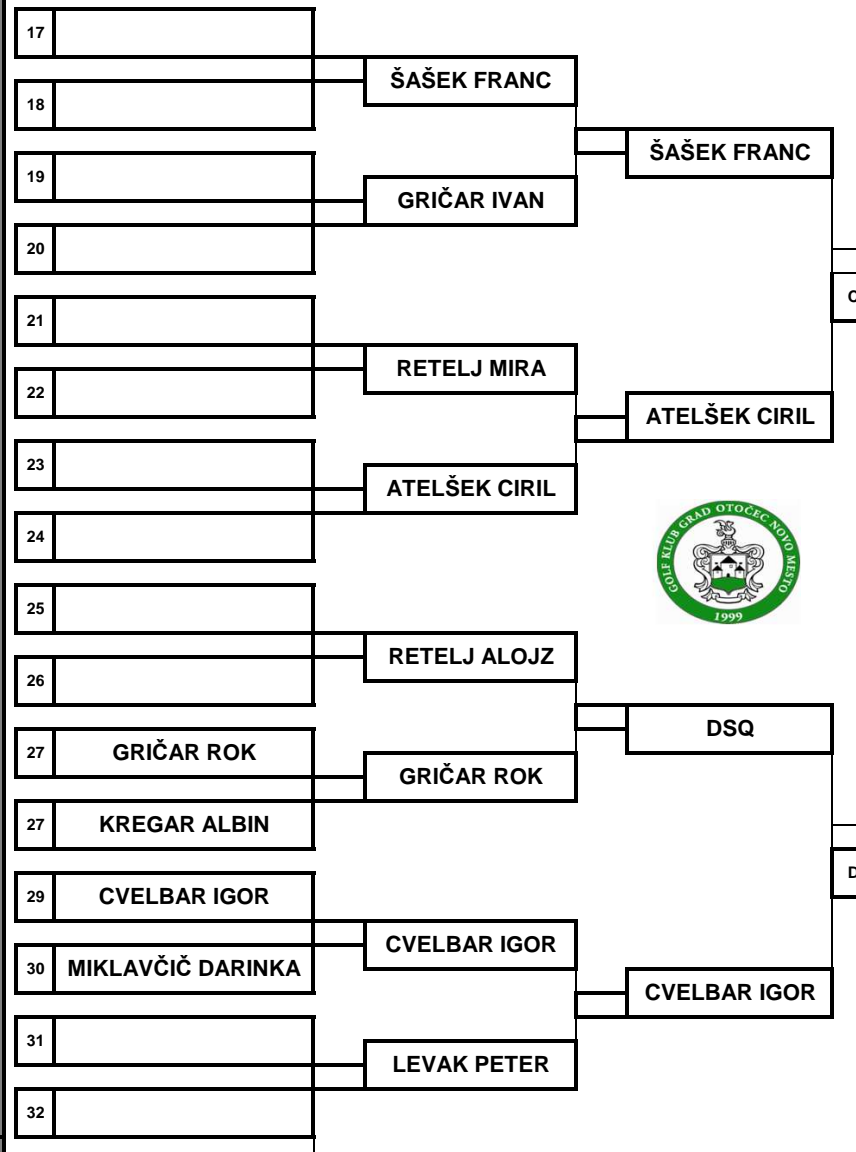 17
ŠAŠEK FRANC
18
ŠAŠEK FRANC
19
GRIČAR IVAN
20
C
21
RETELJ MIRA
22
ATELŠEK CIRIL
23
ATELŠEK CIRIL
24
GOLF KLUB GRAD OTOČEC NOVO MESTO
1999
25
RETELJ ALOJZ
26
DSQ
27 GRIČAR ROK
GRIČAR ROK
27 KREGAR ALBIN
D
29 CVELBAR IGOR
CVELBAR IGOR
30 MIKLAVČIČ DARINKA
CVELBAR IGOR
31
LEVAK PETER
32